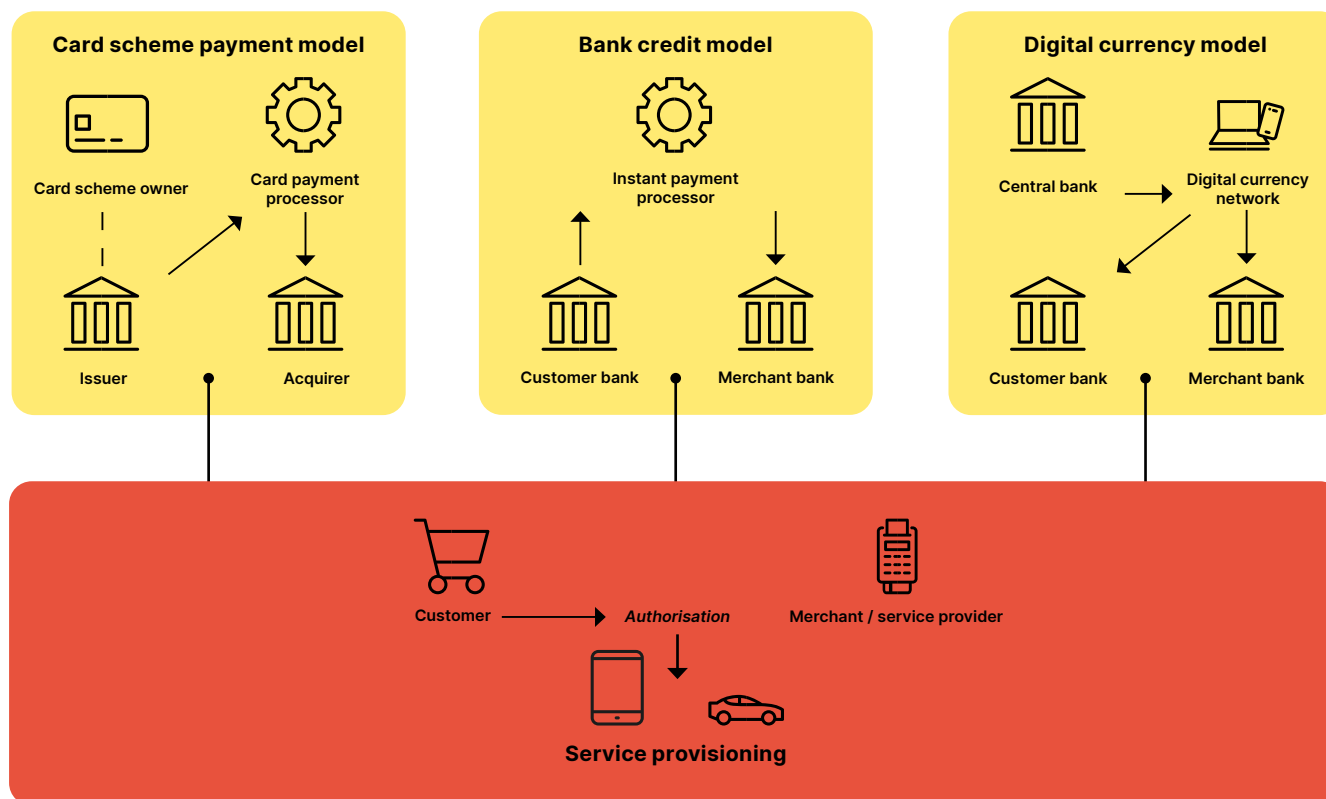 Card scheme payment model
Card scheme owner
Card payment
processor
Issuer
Acquirer
Bank credit model
Instant payment
processor
Customer bank
Merchant bank
Digital currency model
Central bank
Digital currency
network
Customer bank
Merchant bank
Customer
Authorisation
Merchant / service provider
Service provisioning